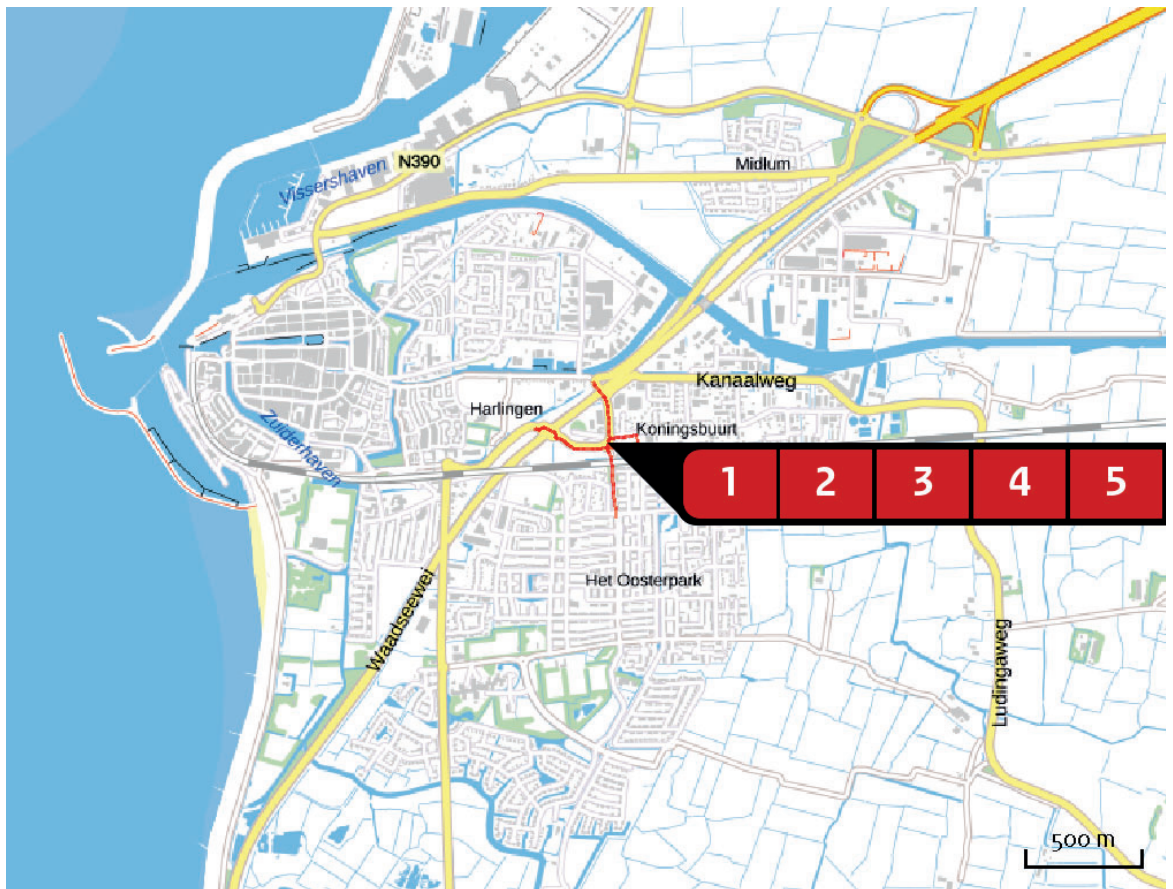 N390
Vissershaven
Midlum
Kanaalweg
Harlingen
Koningsbuurt
Zuiderhaven
1 2 3 4 5
Het Oosterpark
Waadseewei
Ludingaweg
500 m